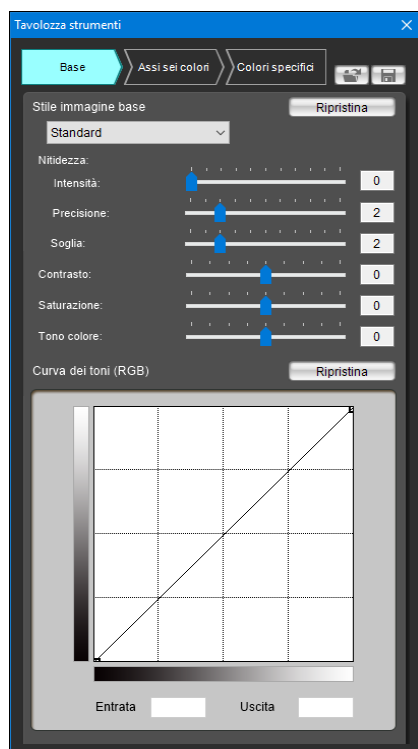 Tavolozza strumenti
Base Assi sei colori Colori specifici
Stile immagine base Ripristina
Standard
Nitidezza:
Intensità: 0
Precisione: 2
Soglia: 2
Contrasto: 0
Saturazione: 0
Tono colore: 0
Curva dei toni (RGB) Ripristina
Entrata Uscita